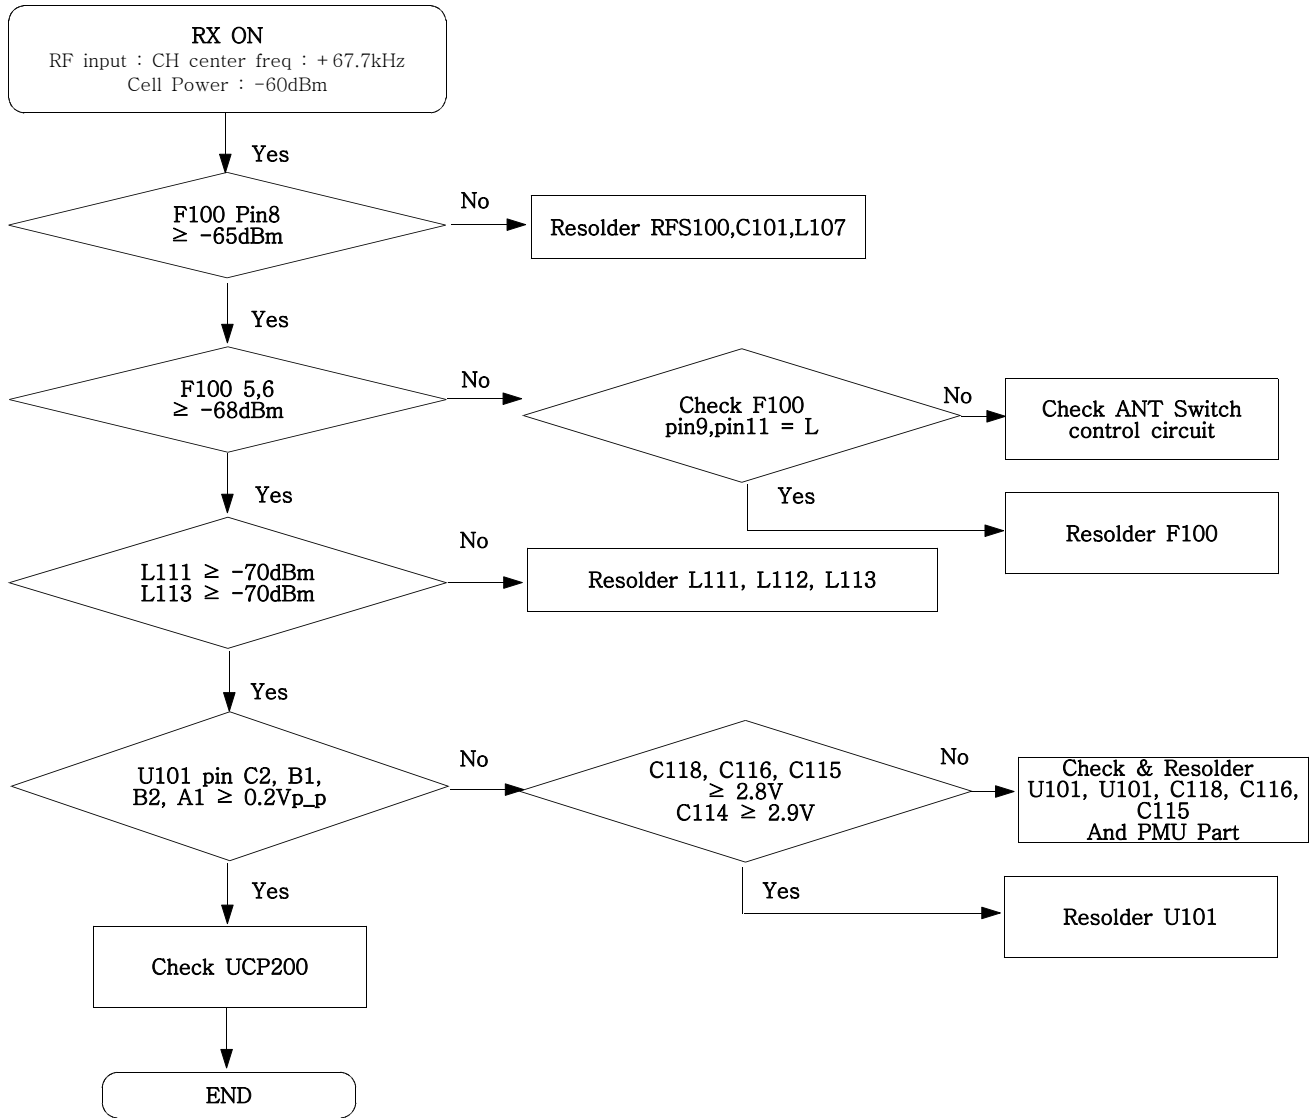 RX ON
RF input : CH center freq : +67.7kHz
Cell Power : -60dBm
Yes
F100 Pin8
≥ -65dBm
No
Resolder RFS100,C101,L107
Yes
F100 5,6
≥ -68dBm
No
Check F100
pin9,pin11 = L
No
Check ANT Switch
control circuit
Yes
Resolder F100
Yes
L111 ≥ -70dBm
L113 ≥ -70dBm
No
Resolder L111, L112, L113
Yes
U101 pin C2, B1,
B2, A1 ≥ 0.2Vp_p
No
C118, C116, C115
≥ 2.8V
C114 ≥ 2.9V
No
Check & Resolder
U101, U101, C118, C116,
C115
And PMU Part
Yes
Resolder U101
Yes
Check UCP200
END